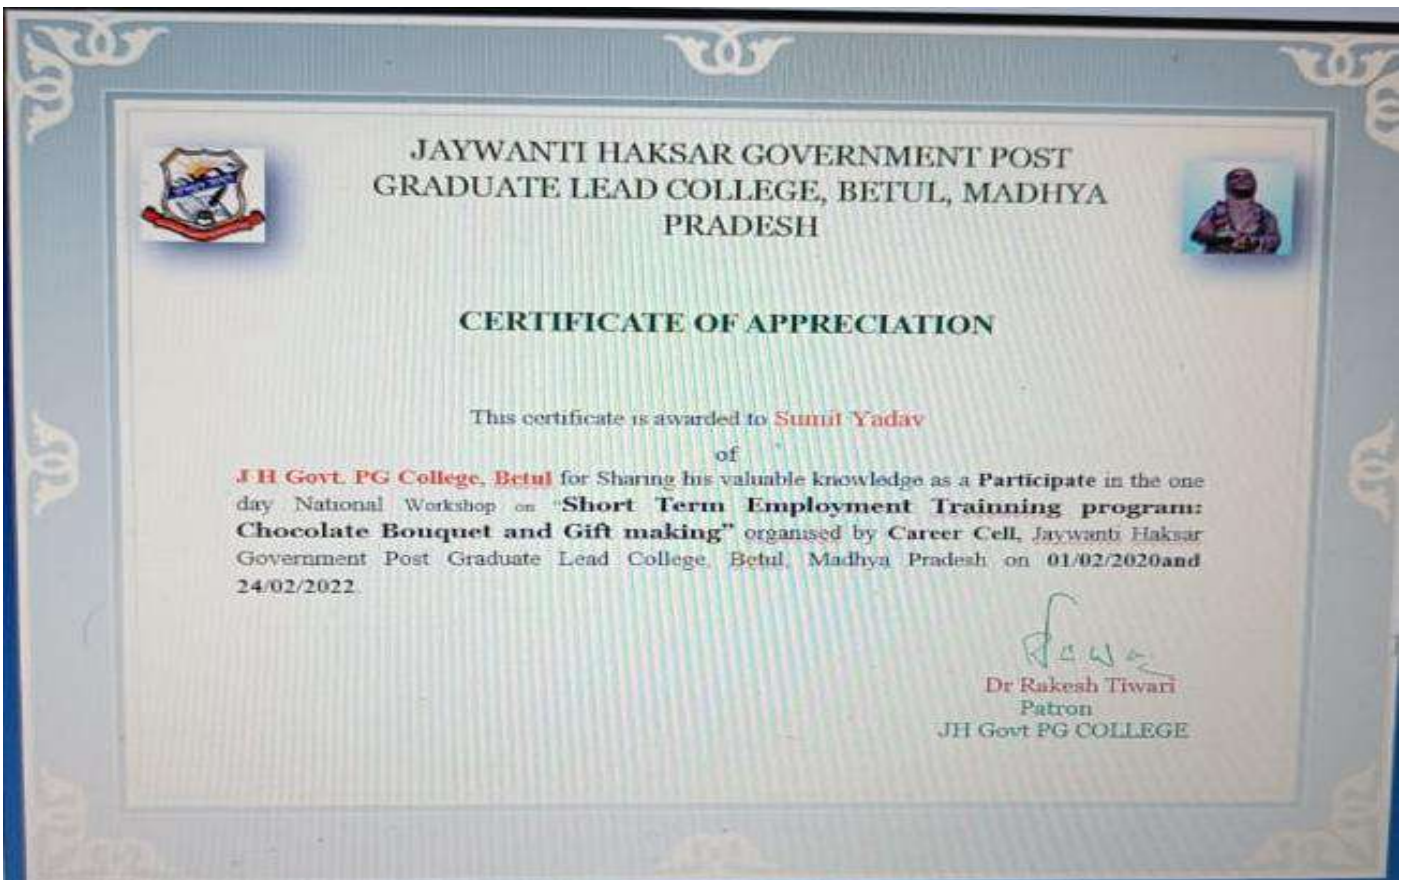 JAYWANTI HAKSAR GOVERNMENT POST
GRADUATE LEAD COLLEGE, BETUL, MADHYA
PRADESH
CERTIFICATE OF APPRECIATION
This certificate is awarded to Sumit Yadav
of
J H Govt. PG College, Betul for Sharing his valuable knowledge as a Participate in the one
day National Workshop on "Short Term Employment Trainning program:
Chocolate Bouquet and Gift making" organised by Career Cell, Jaywanti Haksar
Government Post Graduate Lead College, Betul, Madhya Pradesh on 01/02/2020and
24/02/2022
Dr Rakesh Tiwari
Patron
JH Govt PG COLLEGE